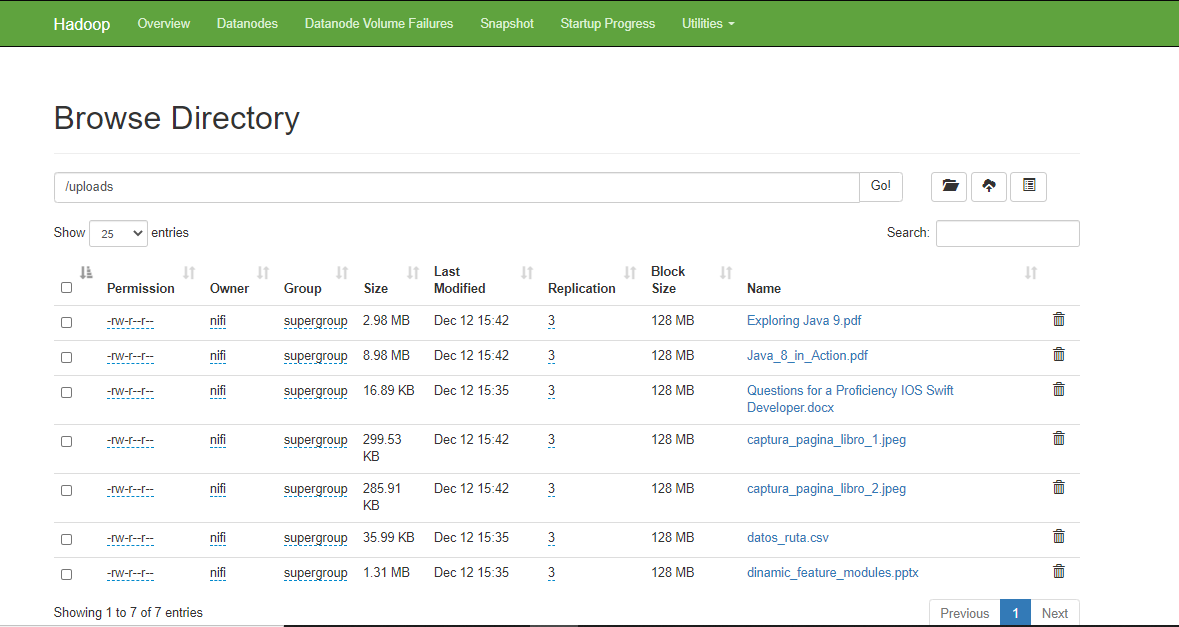 Hadoop Overview Datanodes Datanode Volume Failures Snapshot Startup Progress Utilities
Browse Directory
/uploads Go!
Show 25 entries Search:
Permission Owner Group Size Last Modified Replication Block Size Name
-rw-r--r-- nifi supergroup 2.98 MB Dec 12 15:42 3 128 MB Exploring Java 9.pdf
-rw-r--r-- nifi supergroup 8.98 MB Dec 12 15:42 3 128 MB Java_8_in_Action.pdf
-rw-r--r-- nifi supergroup 16.89 KB Dec 12 15:35 3 128 MB Questions for a Proficiency IOS Swift
Developer.docx
-rw-r--r-- nifi supergroup 299.53 KB Dec 12 15:42 3 128 MB captura_pagina_libro_1.jpeg
-rw-r--r-- nifi supergroup 285.91 KB Dec 12 15:42 3 128 MB captura_pagina_libro_2.jpeg
-rw-r--r-- nifi supergroup 35.99 KB Dec 12 15:35 3 128 MB datos_ruta.csv
-rw-r--r-- nifi supergroup 1.31 MB Dec 12 15:35 3 128 MB dinamic_feature_modules.pptx
Showing 1 to 7 of 7 entries Previous 1 Next